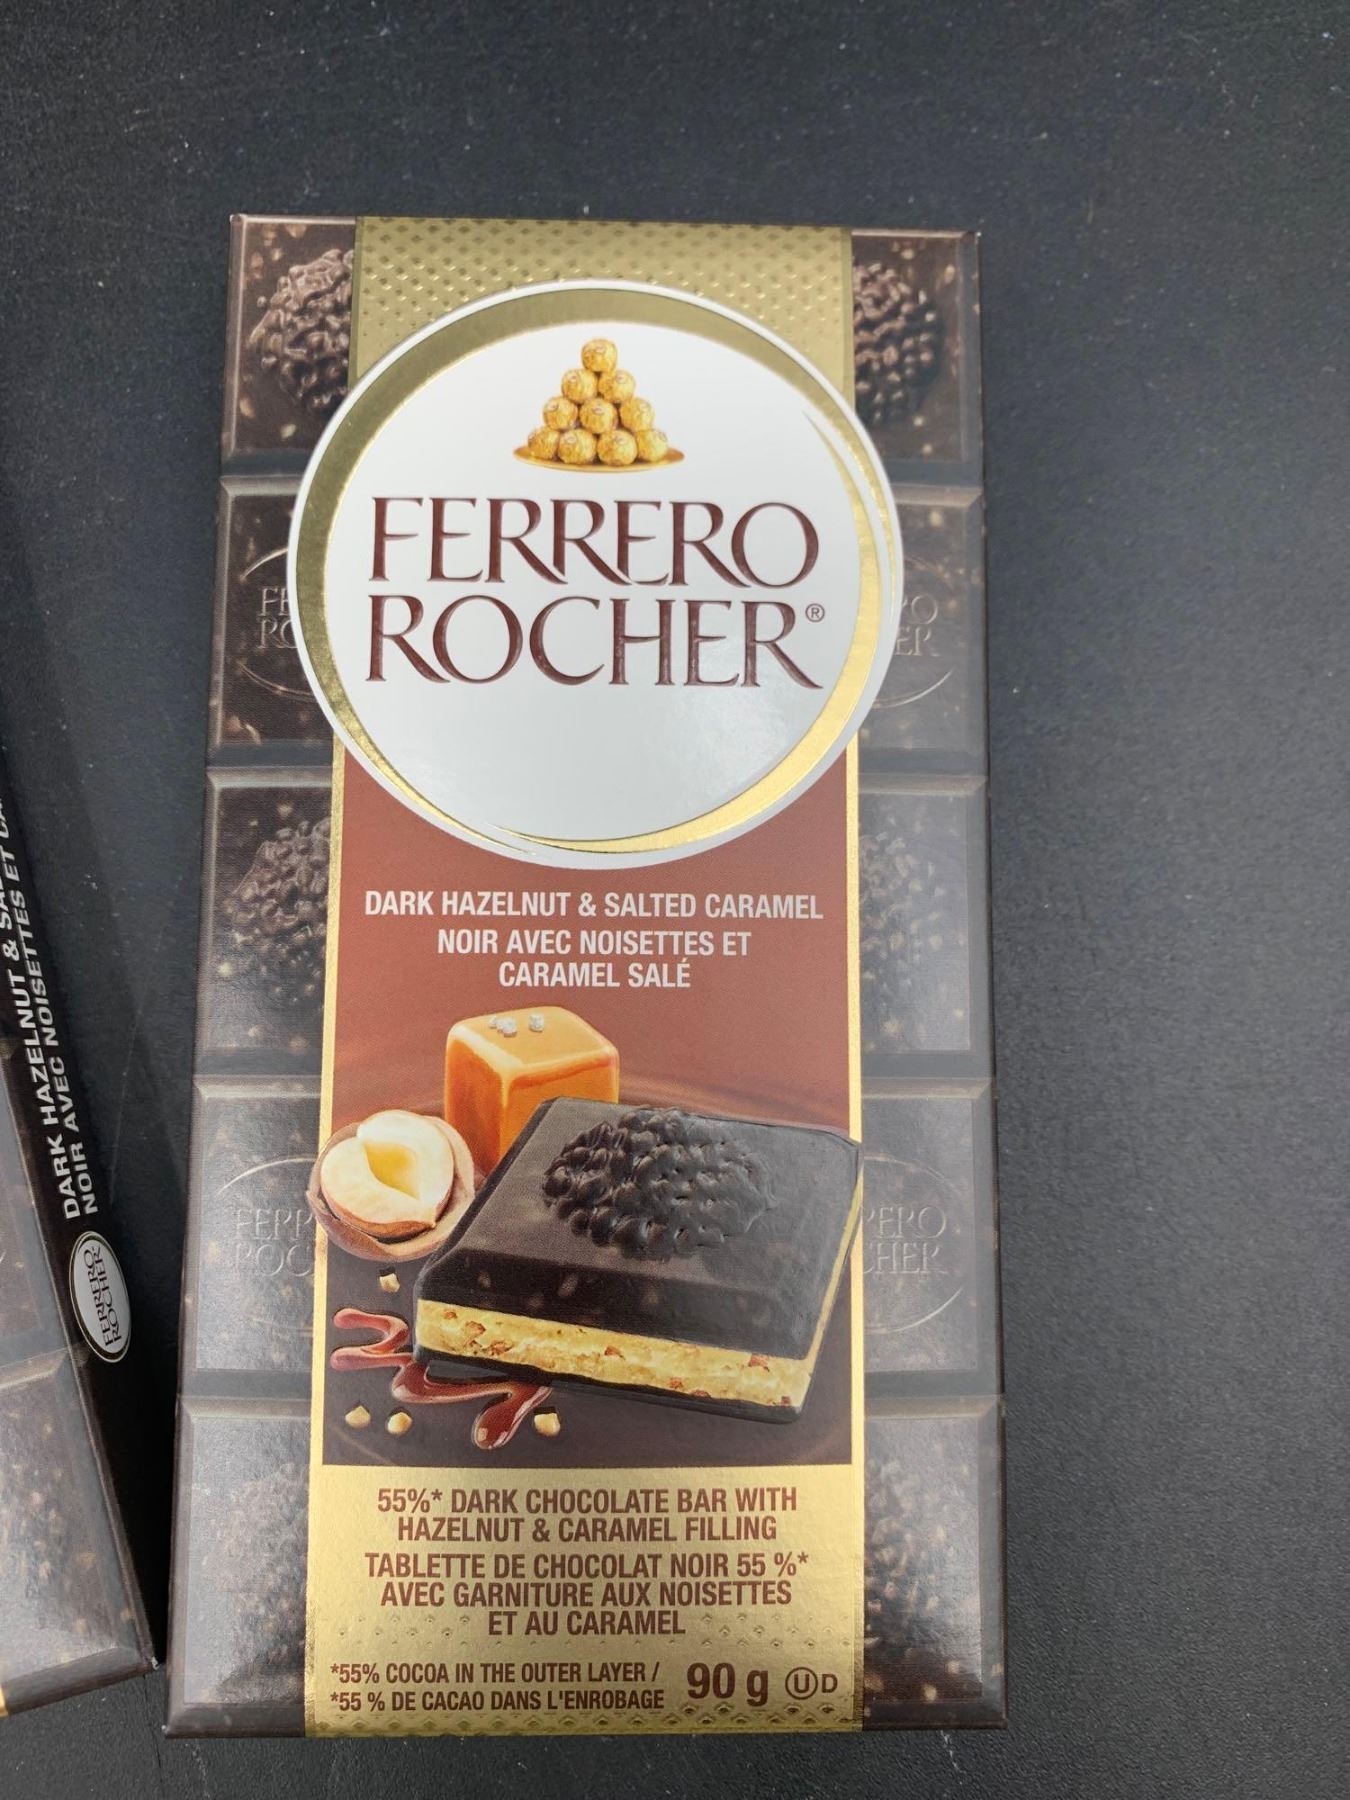 FERRERO
ROCHER®
DARK HAZELNUT & SALTED CARAMEL
NOIR AVEC NOISETTES ET
CARAMEL SALÉ
55%* DARK CHOCOLATE BAR WITH
HAZELNUT & CARAMEL FILLING
TABLETTE DE CHOCOLAT NOIR 55 %*
AVEC GARNITURE AUX NOISETTES
ET AU CARAMEL
*55% COCOA IN THE OUTER LAYER /
*55 % DE CACAO DANS L'ENROBAGE
90 g Ⓤ D
DARK HAZELNUT &
NOIR AVEC NOISETTES ET
FERRERO
ROCHER